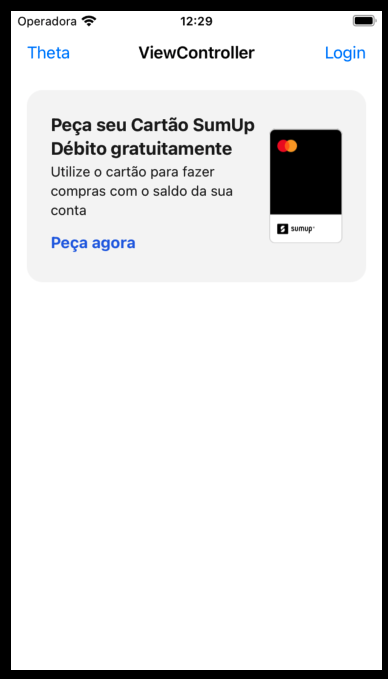 Operadora 12:29
Theta ViewController Login
Peça seu Cartão SumUp
Débito gratuitamente
Utilize o cartão para fazer
compras com o saldo da sua
conta
Peça agora
sumup